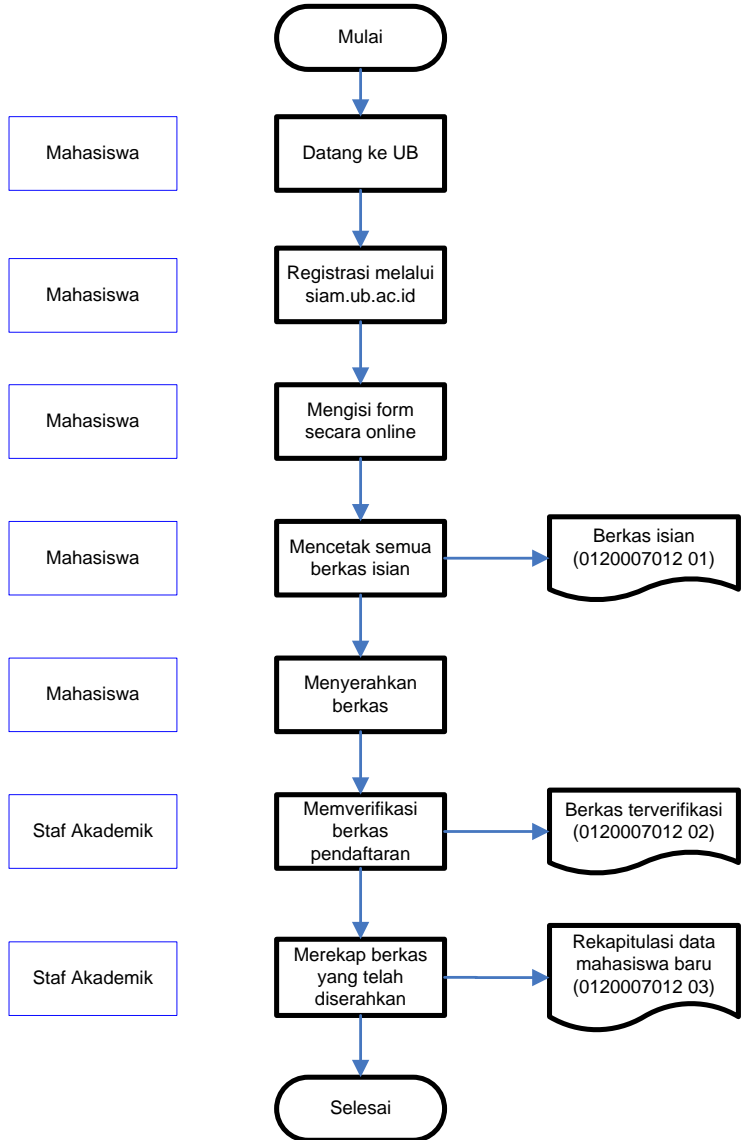 Mulai
Mahasiswa
Datang ke UB
Mahasiswa
Registrasi melalui
siam.ub.ac.id
Mahasiswa
Mengisi form
secara online
Mahasiswa
Mencetak semua
berkas isian
Berkas isian
(0120007012 01)
Mahasiswa
Menyerahkan
berkas
Staf Akademik
Memverifikasi
berkas
pendaftaran
Berkas terverifikasi
(0120007012 02)
Staf Akademik
Merekap berkas
yang telah
diserahkan
Rekapitulasi data
mahasiswa baru
(0120007012 03)
Selesai